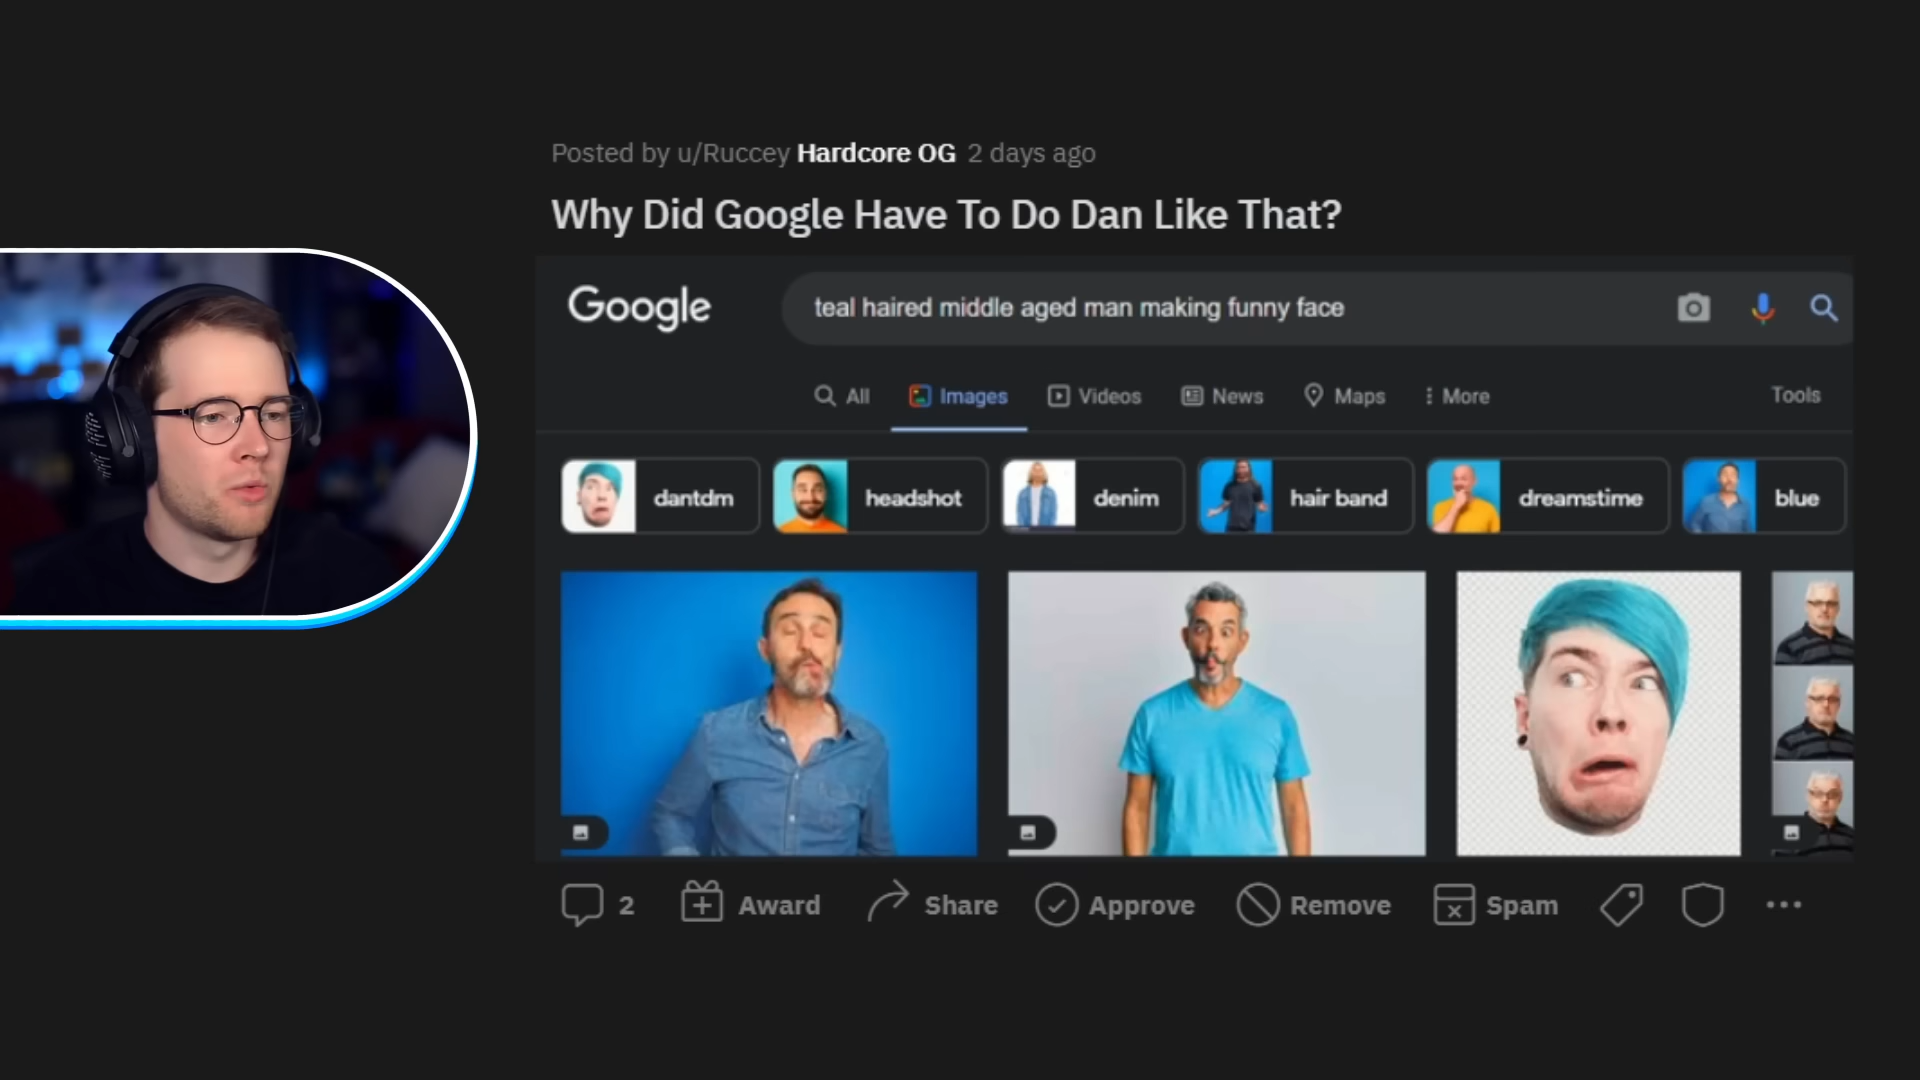 Posted by u/Ruccey Hardcore OG 2 days ago
Why Did Google Have To Do Dan Like That?
Google
teal haired middle aged man making funny face
All Images Videos News Maps More Tools
dantdm headshot denim hair band dreamstime blue
2 Award Share Approve Remove Spam